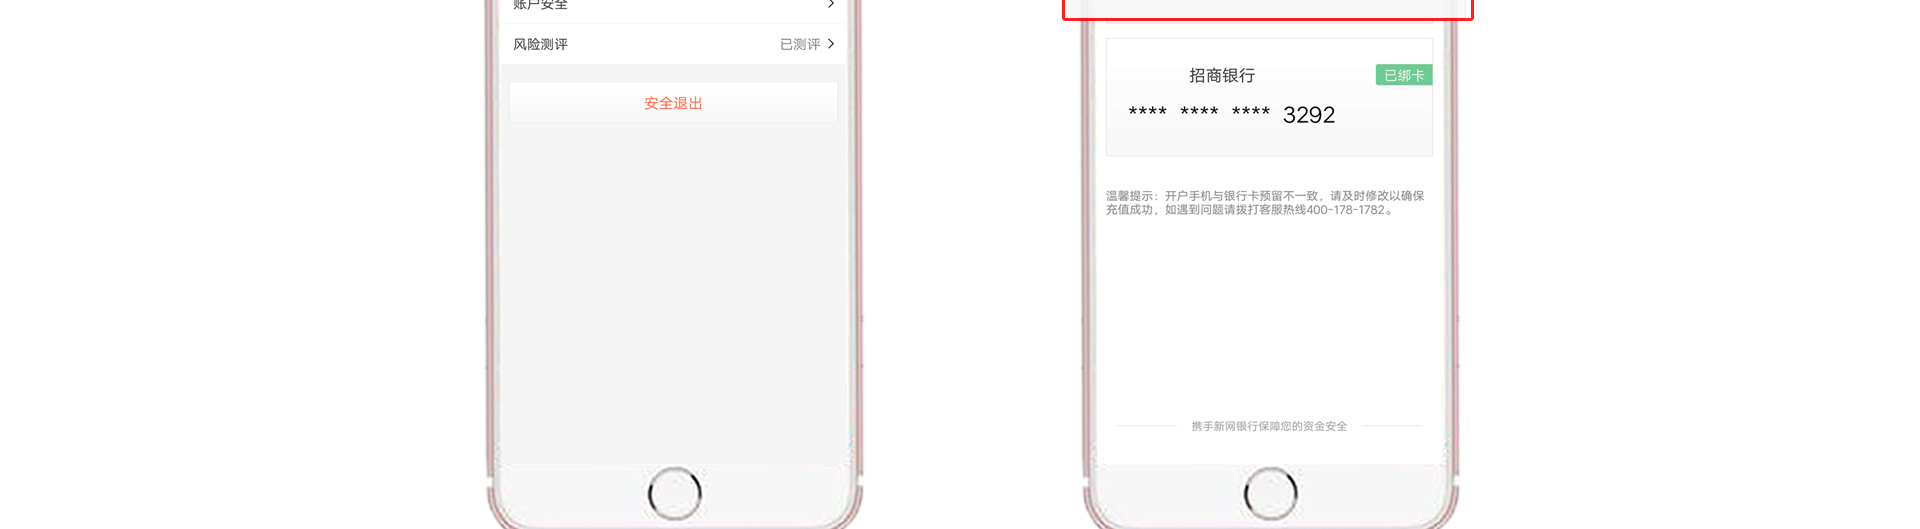 账户安全
风险测评 已测评
安全退出
招商银行 已绑卡
**** **** **** 3292
温馨提示：开户手机与银行卡预留不一致，请及时修改以确保
充值成功，如遇到问题请拨打客服热线400-178-1782。
携手新网银行保障您的资金安全